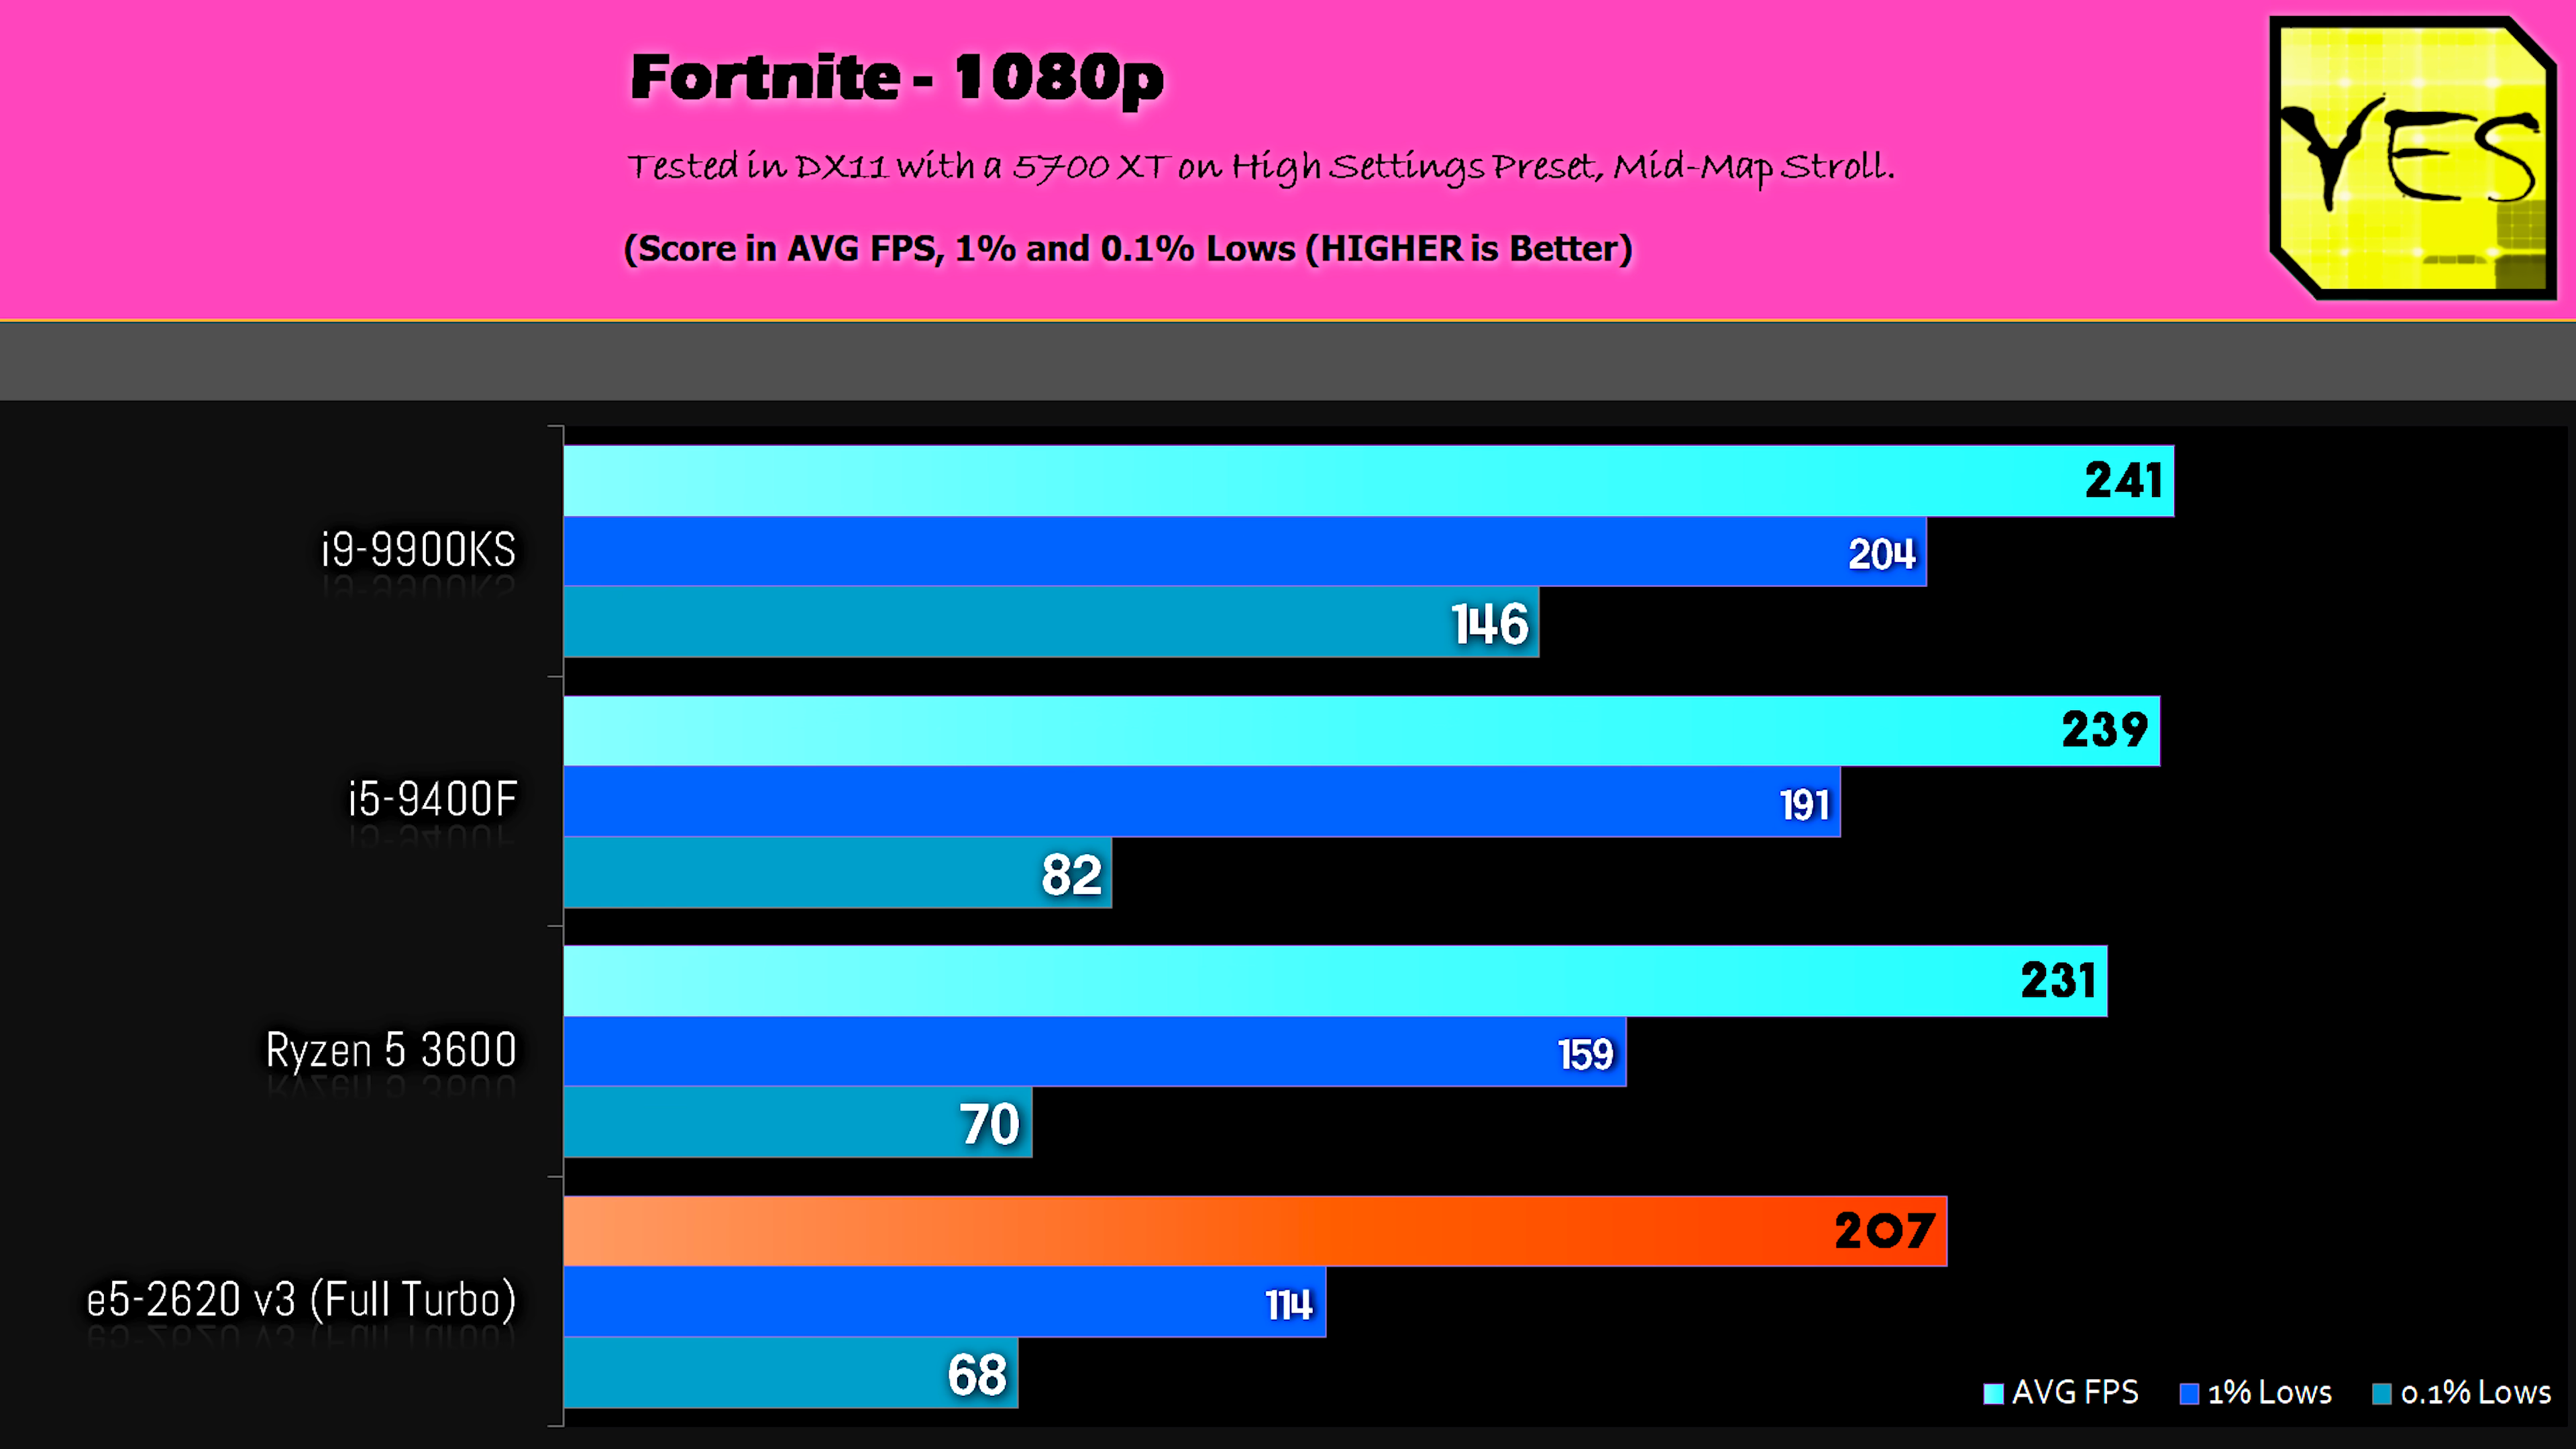 Fortnite - 1080p
YES
Tested in DX11 with a 5700 XT on High Settings Preset, Mid-Map Stroll.
(Score in AVG FPS, 1% and 0.1% Lows (HIGHER is Better)
i9-9900KS
241
204
146
i5-9400F
239
191
82
Ryzen 5 3600
231
159
70
e5-2620 v3 (Full Turbo)
207
114
68
AVG FPS 1% Lows 0.1% Lows